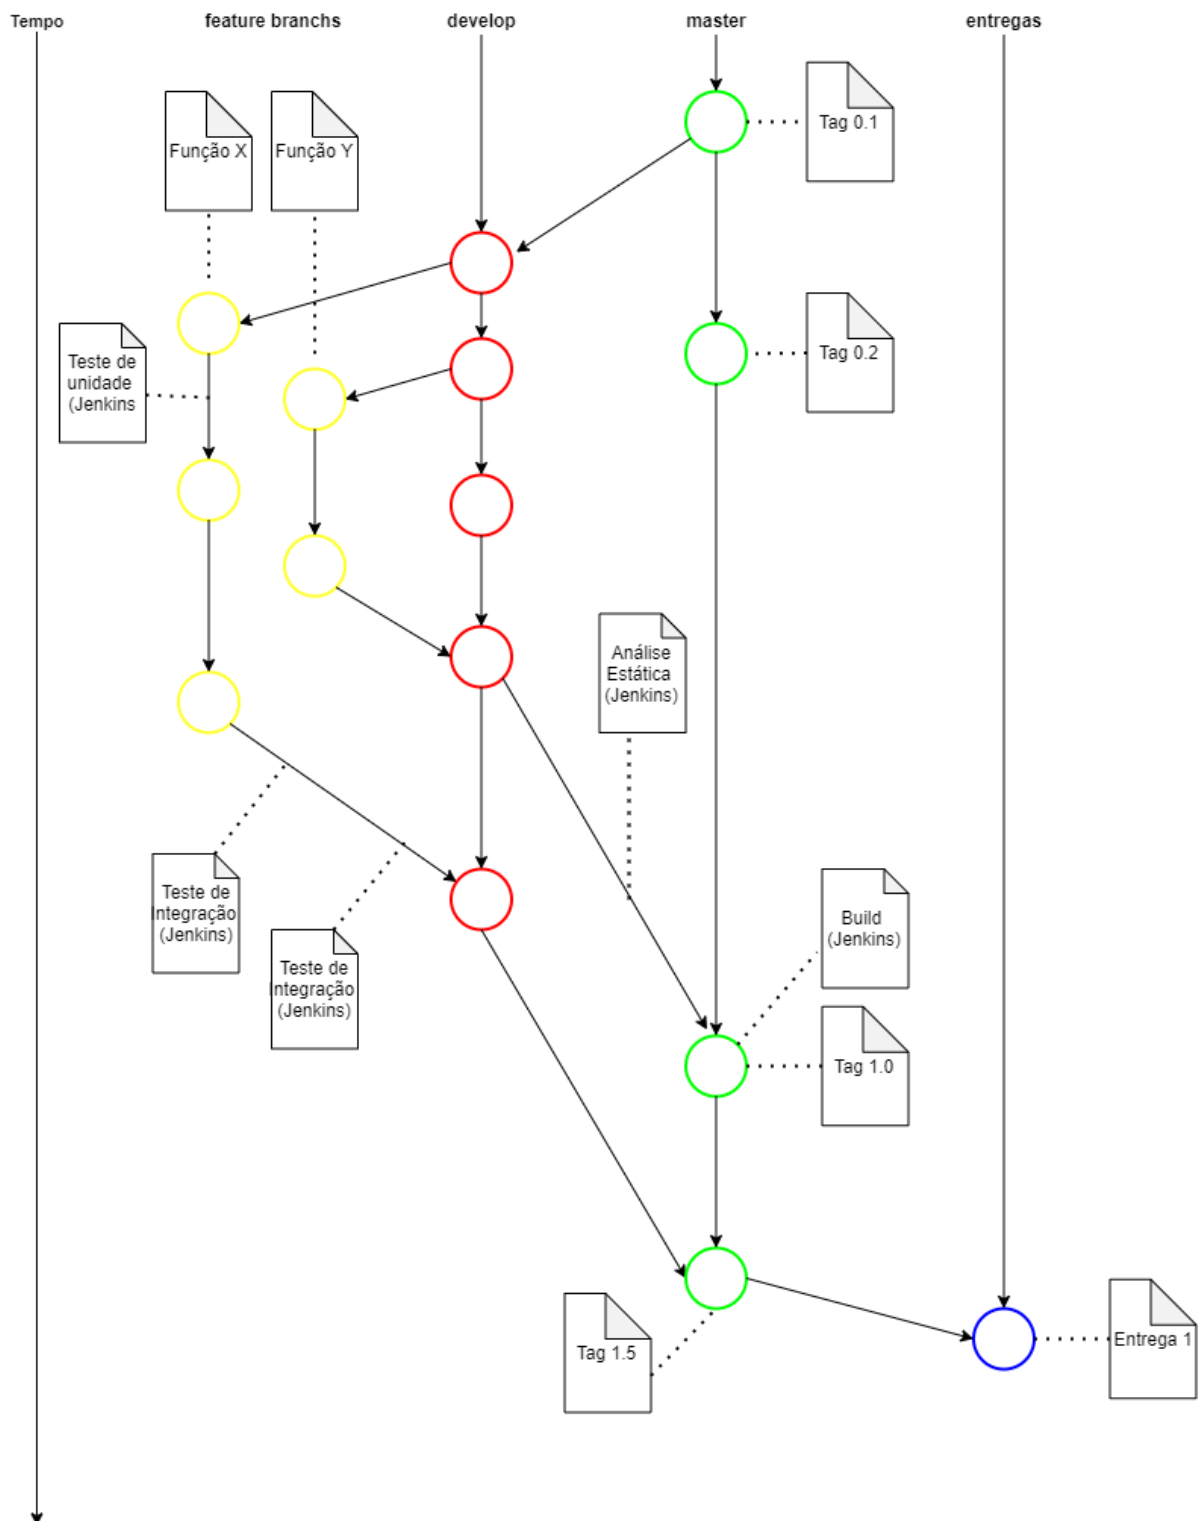 Tempo
feature branchs
develop
master
entregas
Tag 0.1
Função X
Função Y
Tag 0.2
Teste de
unidade
(Jenkins
Análise
Estática
(Jenkins)
Teste de
Integração
(Jenkins)
Build
(Jenkins)
Teste de
Integração
(Jenkins)
Tag 1.0
Tag 1.5
Entrega 1